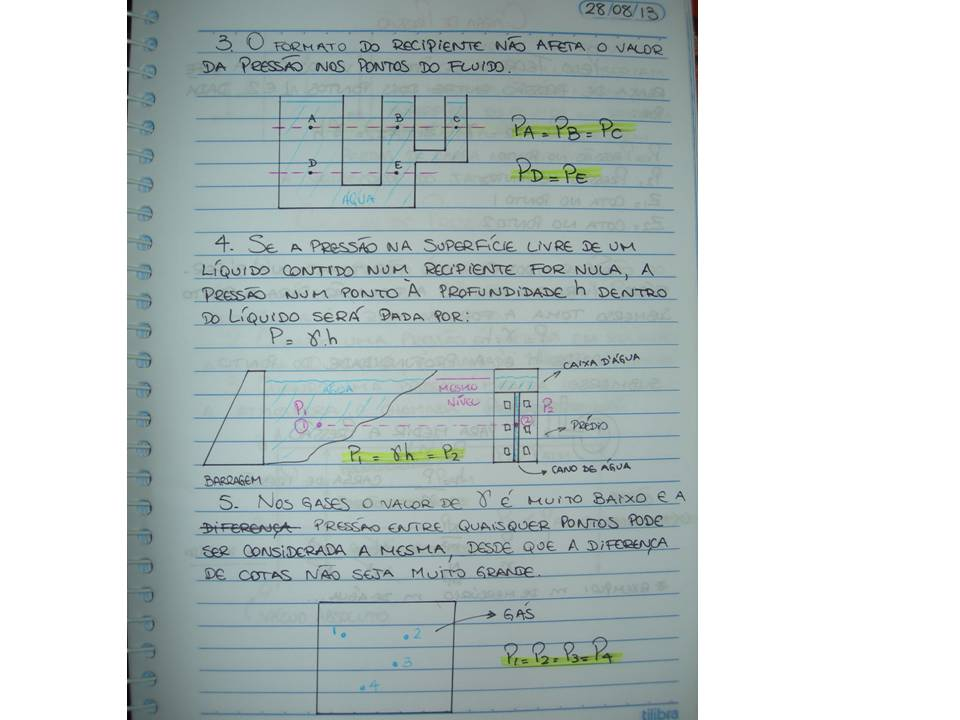 28/08/13
3. O FORMATO DO RECIPIENTE NÃO AFETA O VALOR
DA PRESSÃO NOS PONTOS DO FLUIDO.
A B C
PA = PB = PC
D E
PD = PE
ÁGUA
4. SE A PRESSÃO NA SUPERFÍCIE LIVRE DE UM
LÍQUIDO CONTIDO NUM RECIPIENTE FOR NULA, A
PRESSÃO NUM PONTO À PROFUNDIDADE h DENTRO
DO LÍQUIDO SERÁ DADA POR:
P = γ.h
CAIXA D'ÁGUA
ÁGUA
MESMO
NÍVEL
P1
P2
1
2
PRÉDIO
P1 = γh = P2
CANO DE ÁGUA
BARRAGEM
5. NOS GASES O VALOR DE γ É MUITO BAIXO E A
DIFERENÇA PRESSÃO ENTRE QUAISQUER PONTOS PODE
SER CONSIDERADA A MESMA, DESDE QUE A DIFERENÇA
DE COTAS NÃO SEJA MUITO GRANDE.
GÁS
1 2
3
P1 = P2 = P3 = P4
4
tilibra